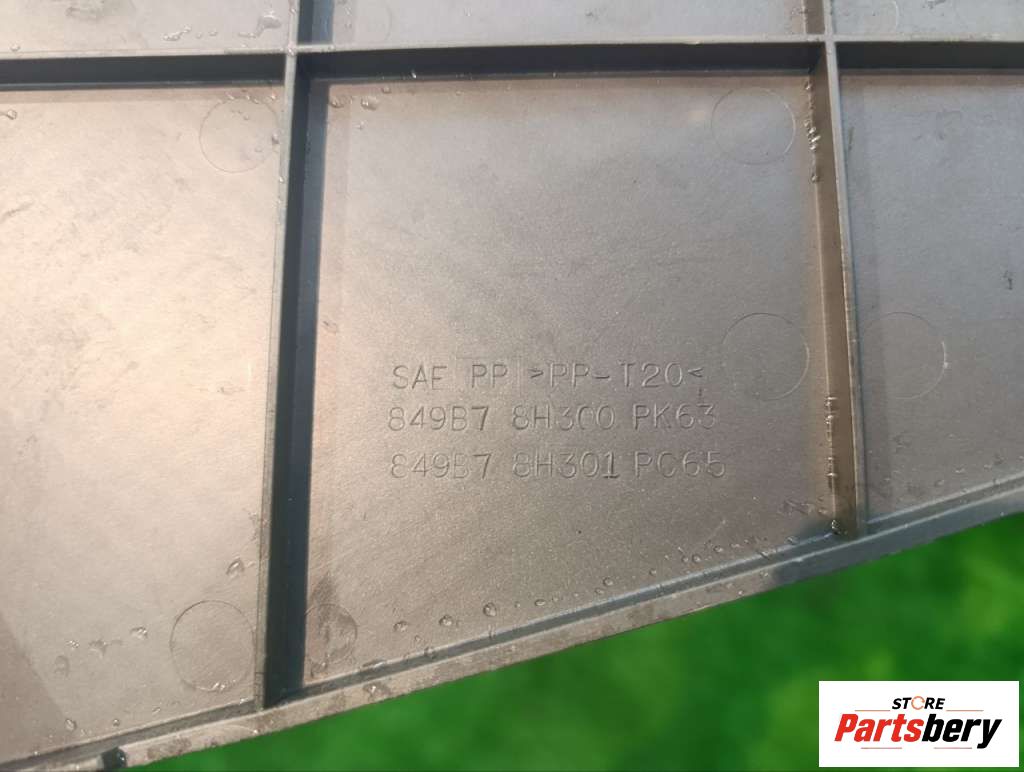 SAE PP >PP-T20<
849B7 8H300 PK63
849B7 8H301 PC65
STORE
Partsbery